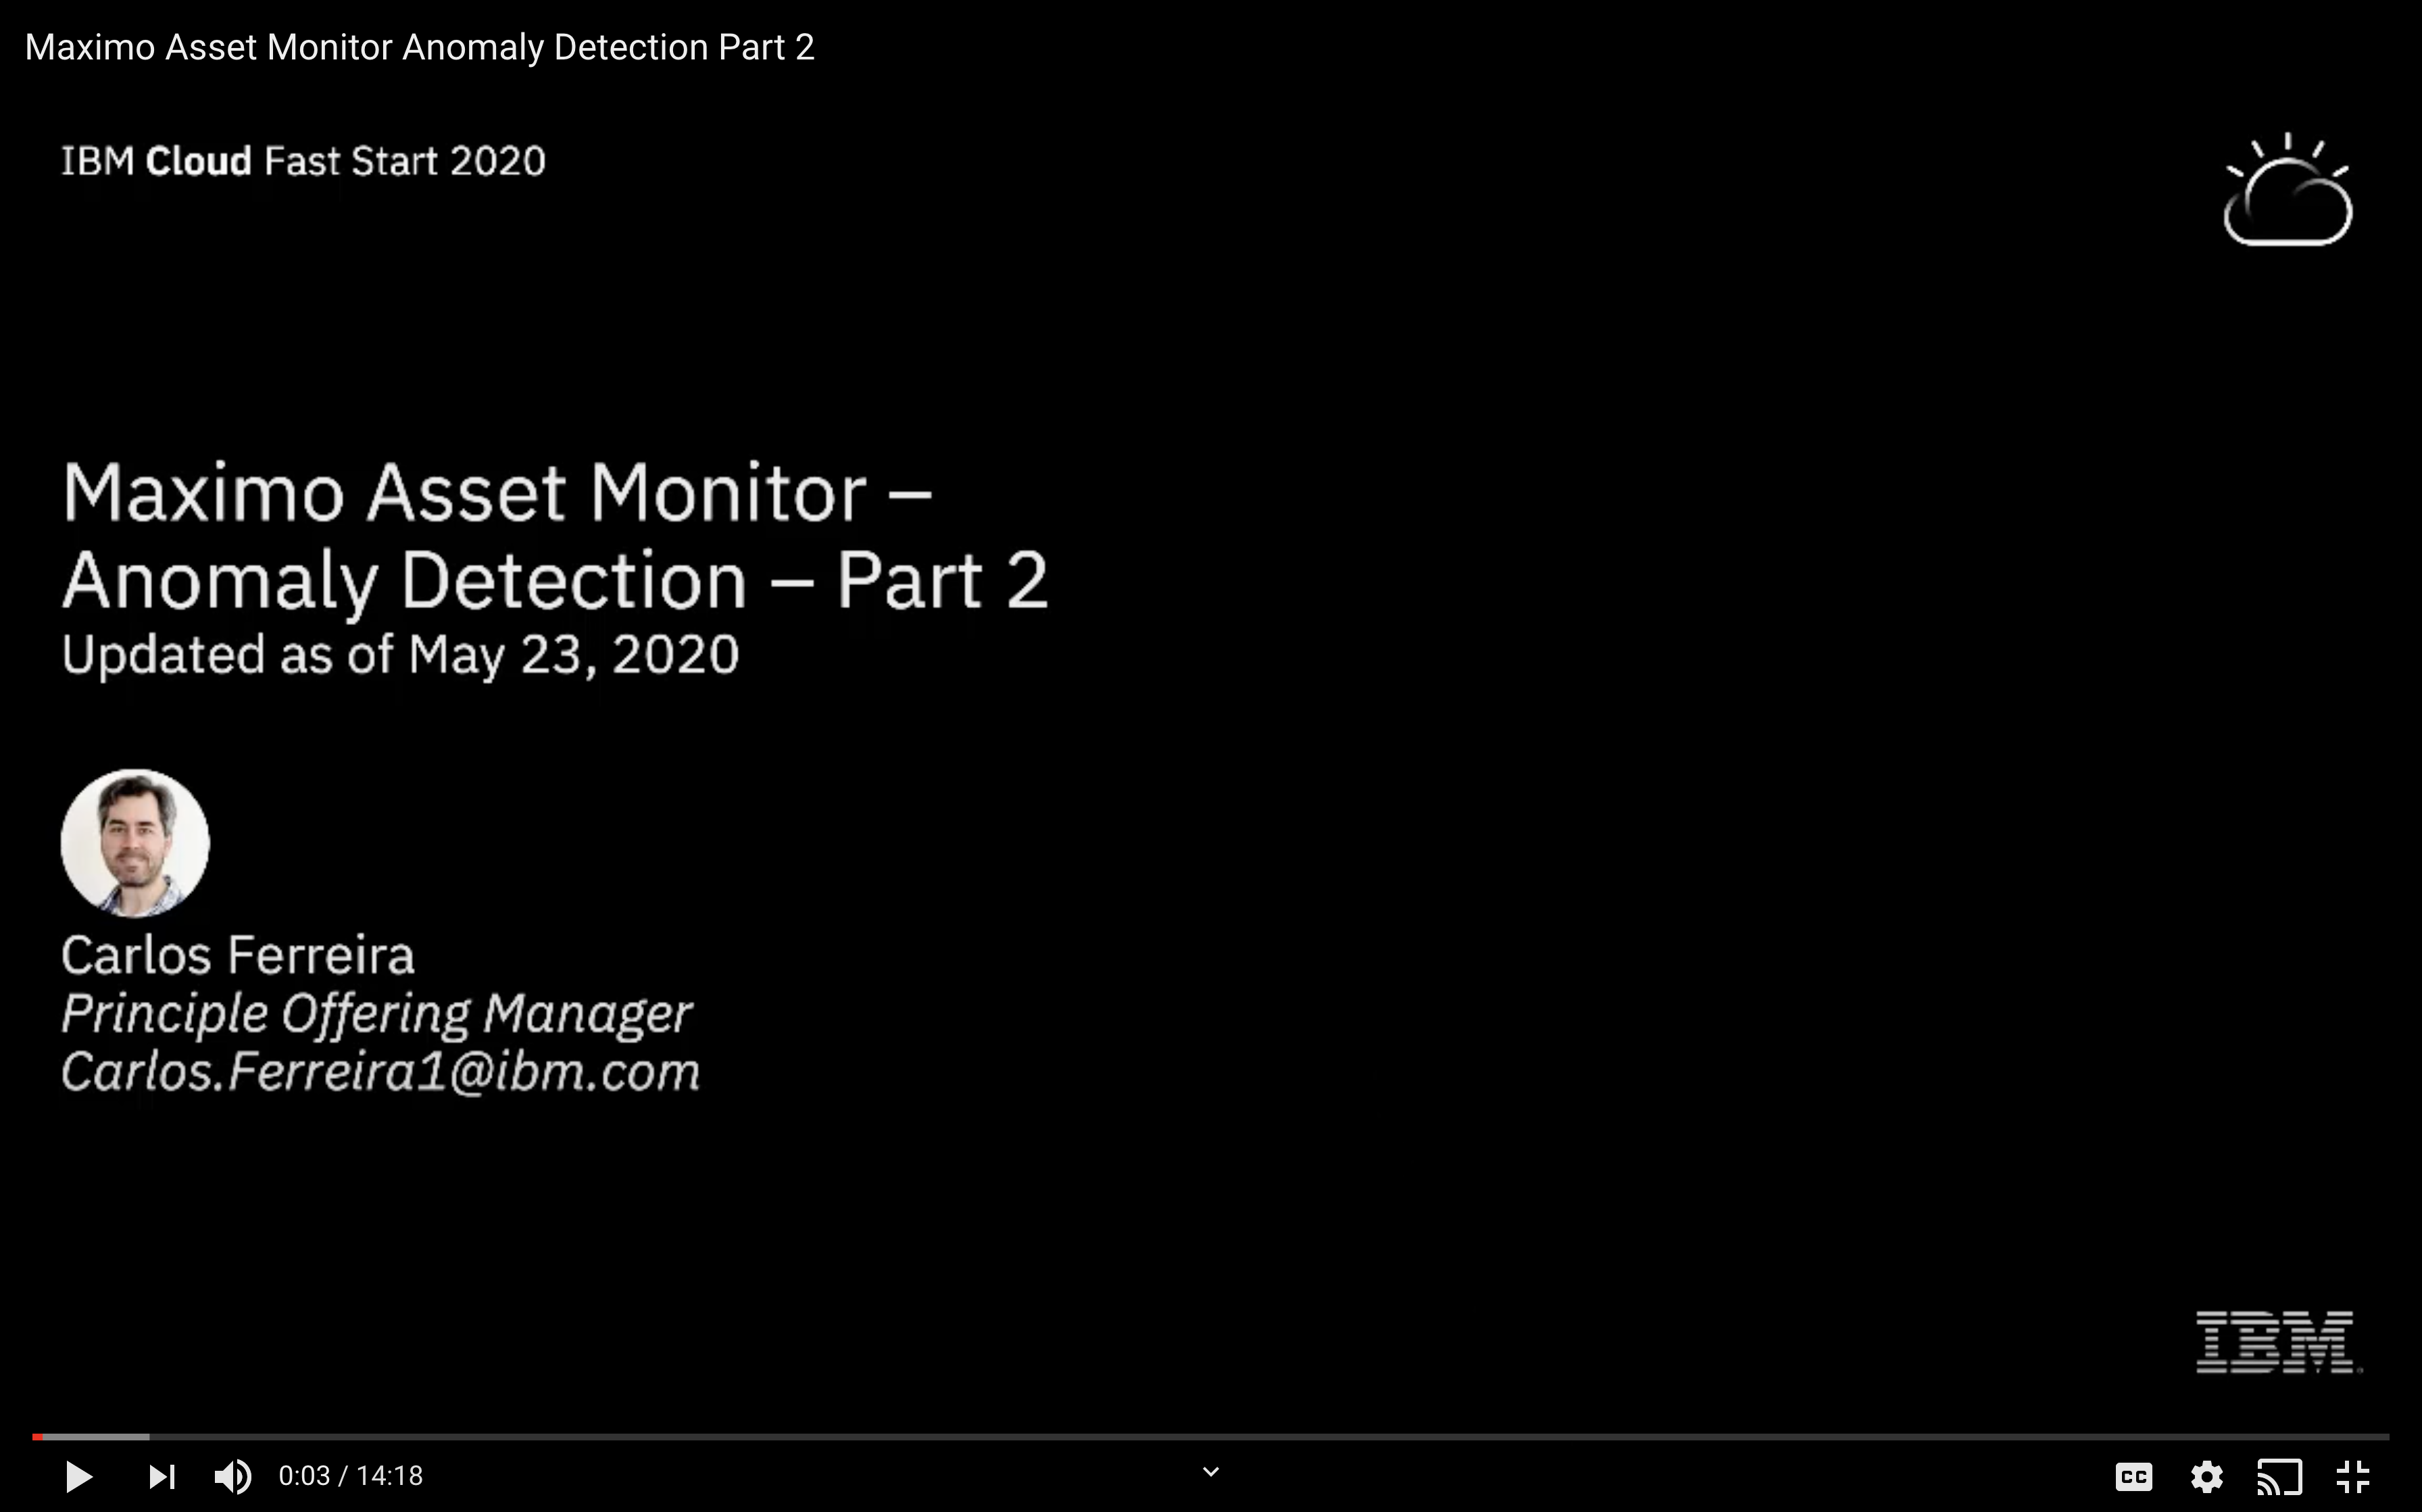 Maximo Asset Monitor Anomaly Detection Part 2
IBM Cloud Fast Start 2020
Maximo Asset Monitor –
Anomaly Detection – Part 2
Updated as of May 23, 2020
Carlos Ferreira
Principle Offering Manager
Carlos.Ferreira1@ibm.com
IBM®
0:03 / 14:18
CC